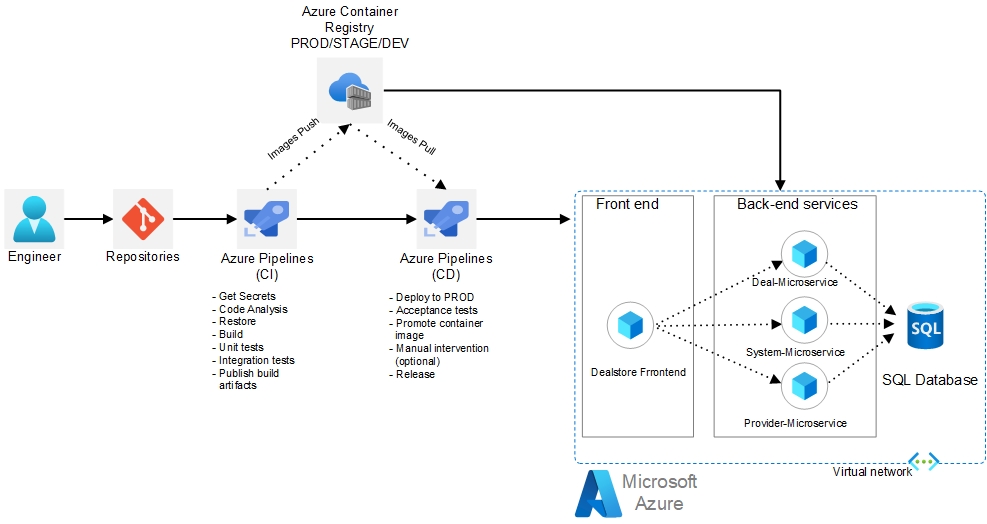 Azure Container
Registry
PROD/STAGE/DEV
Images Push
Images Pull
Engineer
Repositories
Azure Pipelines
(CI)
- Get Secrets
- Code Analysis
- Restore
- Build
- Unit tests
- Integration tests
- Publish build
artifacts
Azure Pipelines
(CD)
- Deploy to PROD
- Acceptance tests
- Promote container
image
- Manual intervention
(optional)
- Release
Front end
Dealstore Frontend
Back-end services
Deal-Microservice
System-Microservice
Provider-Microservice
SQL
SQL Database
Virtual network
Microsoft
Azure